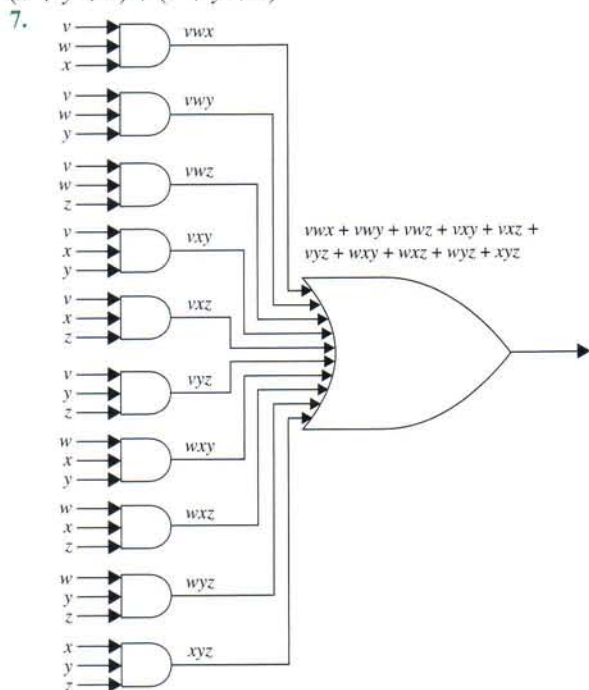 7.
v
w
x
vwx
v
w
y
vwy
v
w
z
vwz
v
x
y
vxy
v
x
z
vxz
v
y
z
vyz
w
x
y
wxy
w
x
z
wxz
w
y
z
wyz
x
y
z
xyz
vwx + vwy + vwz + vxy + vxz +
vyz + wxy + wxz + wyz + xyz